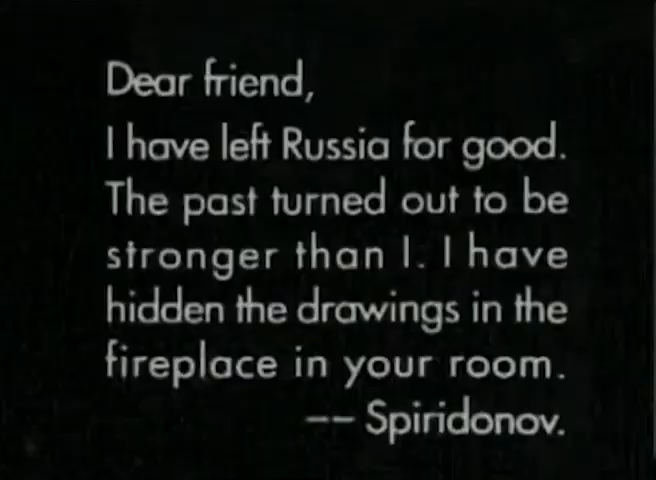 Dear friend,
I have left Russia for good.
The past turned out to be
stronger than I. I have
hidden the drawings in the
fireplace in your room.
-- Spiridonov.